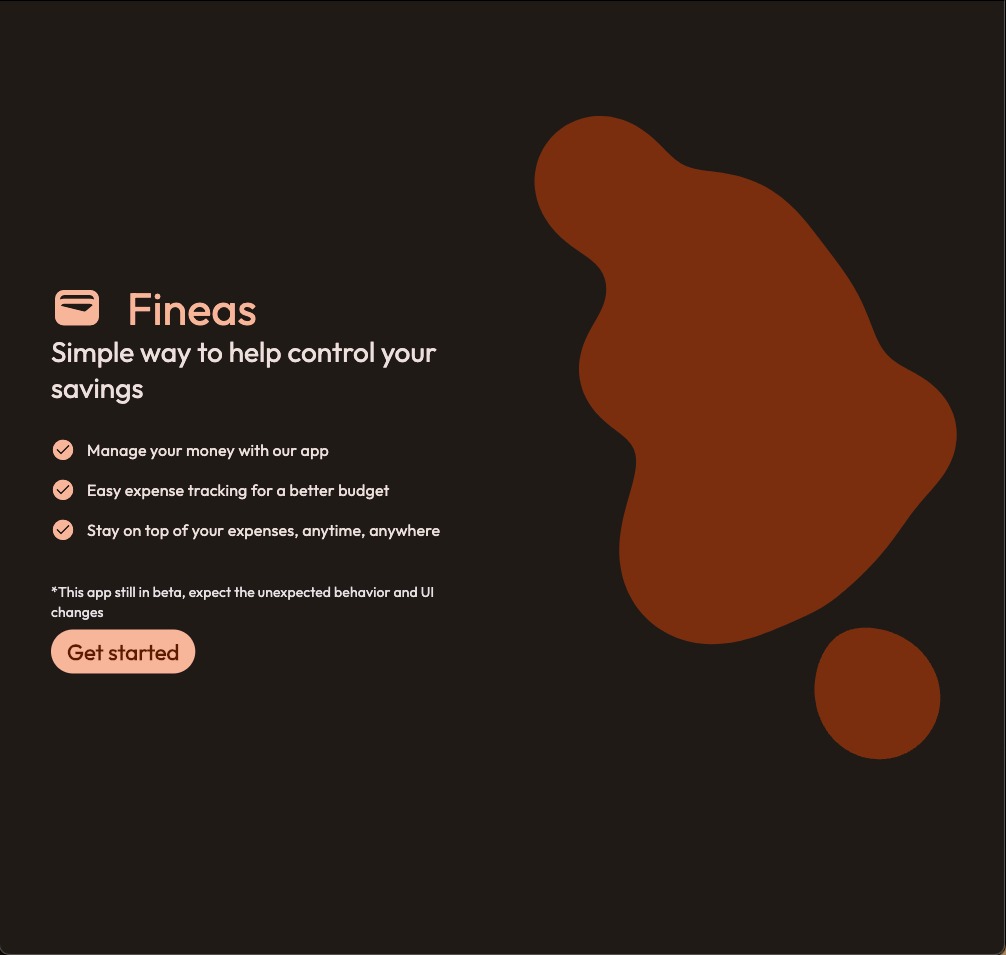 Fineas
Simple way to help control your
savings
Manage your money with our app
Easy expense tracking for a better budget
Stay on top of your expenses, anytime, anywhere
*This app still in beta, expect the unexpected behavior and UI
changes
Get started